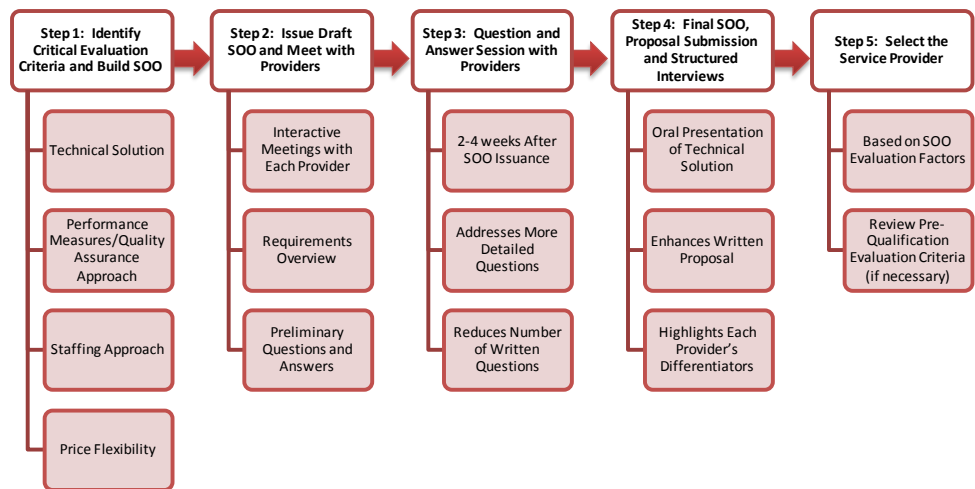 Step 1:  Identify
Critical Evaluation
Criteria and Build SOO
Technical Solution
Performance
Measures/Quality
Assurance
Approach
Staffing Approach
Price Flexibility
Step 2:  Issue Draft
SOO and Meet with
Providers
Interactive
Meetings with
Each Provider
Requirements
Overview
Preliminary
Questions and
Answers
Step 3:  Question and
Answer Session with
Providers
2-4 weeks After
SOO Issuance
Addresses More
Detailed
Questions
Reduces Number
of Written
Questions
Step 4:  Final SOO,
Proposal Submission
and Structured
Interviews
Oral Presentation
of Technical
Solution
Enhances Written
Proposal
Highlights Each
Provider’s
Differentiators
Step 5:  Select the
Service Provider
Based on SOO
Evaluation Factors
Review Pre-
Qualification
Evaluation Criteria
(if necessary)